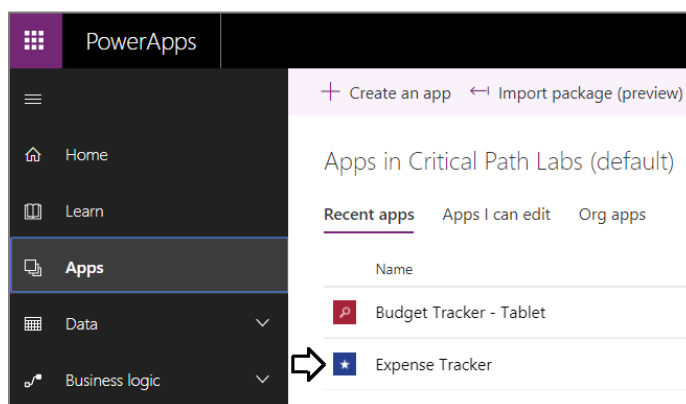 PowerApps
Create an app Import package (preview)
Home
Apps in Critical Path Labs (default)
Learn
Recent apps Apps I can edit Org apps
Apps
Name
Data
Budget Tracker - Tablet
Business logic
Expense Tracker